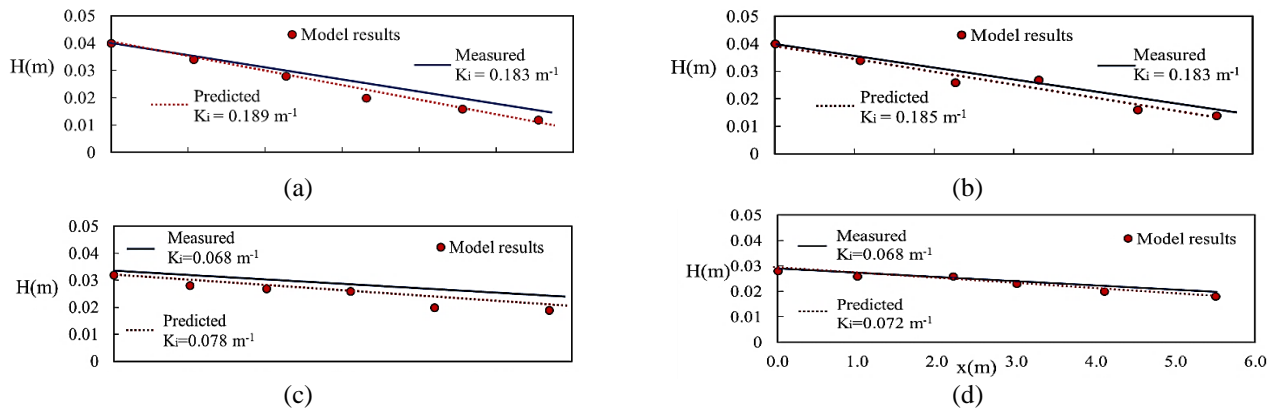 0.05
0.04
0.03
0.02
0.01
0
H(m)
Model results
Measured
Ki = 0.183 m-1
Predicted
Ki = 0.189 m-1
(a)
0.05
0.04
0.03
0.02
0.01
0
H(m)
Model results
Measured
Ki = 0.183 m-1
Predicted
Ki = 0.185 m-1
(b)
0.05
0.04
0.03
0.02
0.01
0
H(m)
Measured
Ki=0.068 m-1
Model results
Predicted
Ki=0.078 m-1
(c)
0.05
0.04
0.03
0.02
0.01
0
H(m)
Measured
Ki=0.068 m-1
Model results
Predicted
Ki=0.072 m-1
0.0 1.0 2.0 3.0 4.0 5.0 6.0
x(m)
(d)